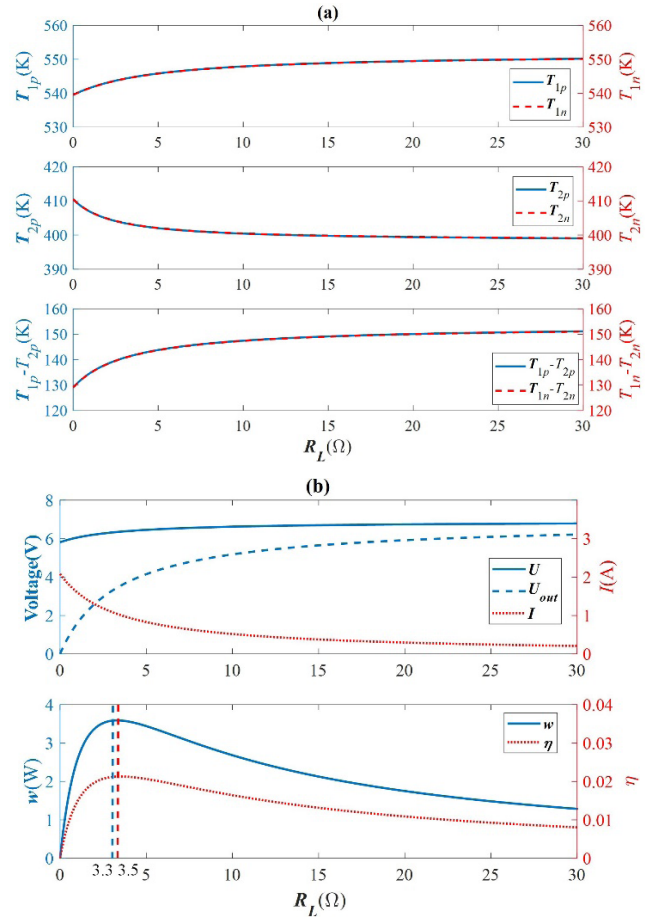 (a)
560
550
540
530
T1p(K)
560
550
540
530
T1n(K)
T1p
T1n
0 5 10 15 20 25 30
420
410
400
390
T2p(K)
420
410
400
390
T2n(K)
T2p
T2n
0 5 10 15 20 25 30
160
150
140
130
120
T1p-T2p(K)
160
150
140
130
120
T1n-T2n(K)
T1p-T2p
T1n-T2n
0 5 10 15 20 25 30
RL(Ω)
(b)
8
6
4
2
0
Voltage(V)
3
2
1
0
I(A)
U
Uout
I
0 5 10 15 20 25 30
4
3
2
1
0
w(W)
0.04
0.03
0.02
0.01
0
η
w
η
0 3.3 3.5 5 10 15 20 25 30
RL(Ω)